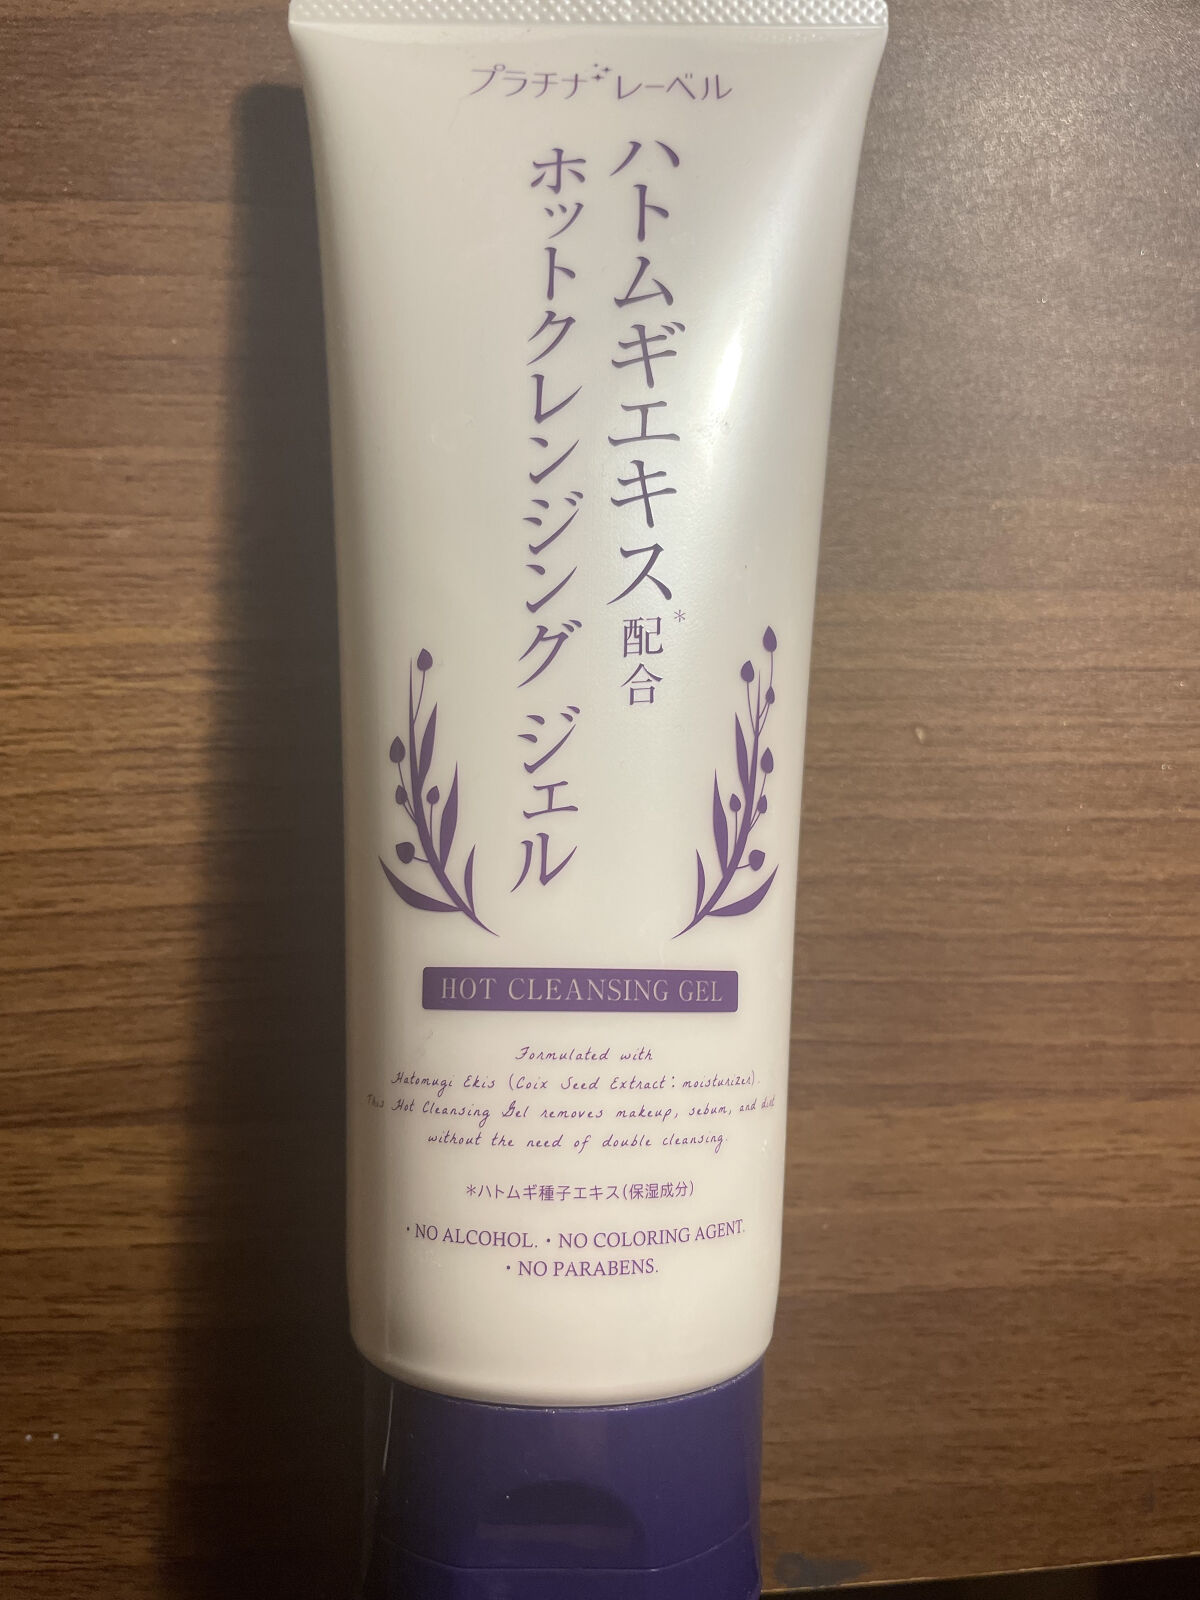 プラチナレーベル
ハトムギエキス*配合
ホットクレンジング ジェル
HOT CLEANSING GEL
Formulated with
Hatomugi Ekis (Coix Seed Extract*: moisturizer).
This Hot Cleansing Gel removes makeup, sebum, and dirt
without the need of double cleansing.
*ハトムギ種子エキス(保湿成分)
・NO ALCOHOL.・NO COLORING AGENT.
・NO PARABENS.